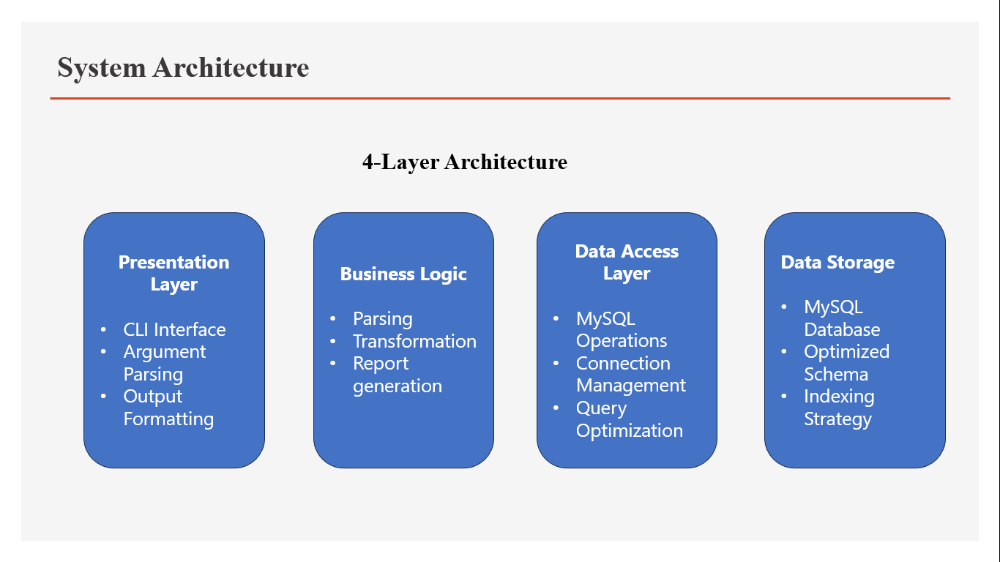 System Architecture
4-Layer Architecture
Presentation
Layer
• CLI Interface
• Argument
Parsing
• Output
Formatting
Business Logic
• Parsing
• Transformation
• Report
generation
Data Access
Layer
• MySQL
Operations
• Connection
Management
• Query
Optimization
Data Storage
• MySQL
Database
• Optimized
Schema
• Indexing
Strategy